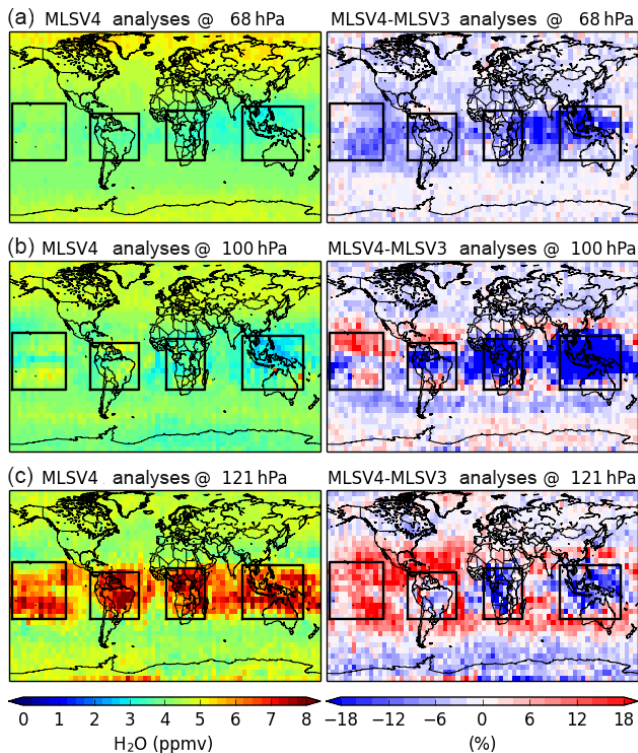 (a) MLSV4 analyses @ 68 hPa
MLSV4-MLSV3 analyses @ 68 hPa
(b) MLSV4 analyses @ 100 hPa
MLSV4-MLSV3 analyses @ 100 hPa
(c) MLSV4 analyses @ 121 hPa
MLSV4-MLSV3 analyses @ 121 hPa
0 1 2 3 4 5 6 7 8
H₂O (ppmv)
−18 −12 −6 0 6 12 18
(%)